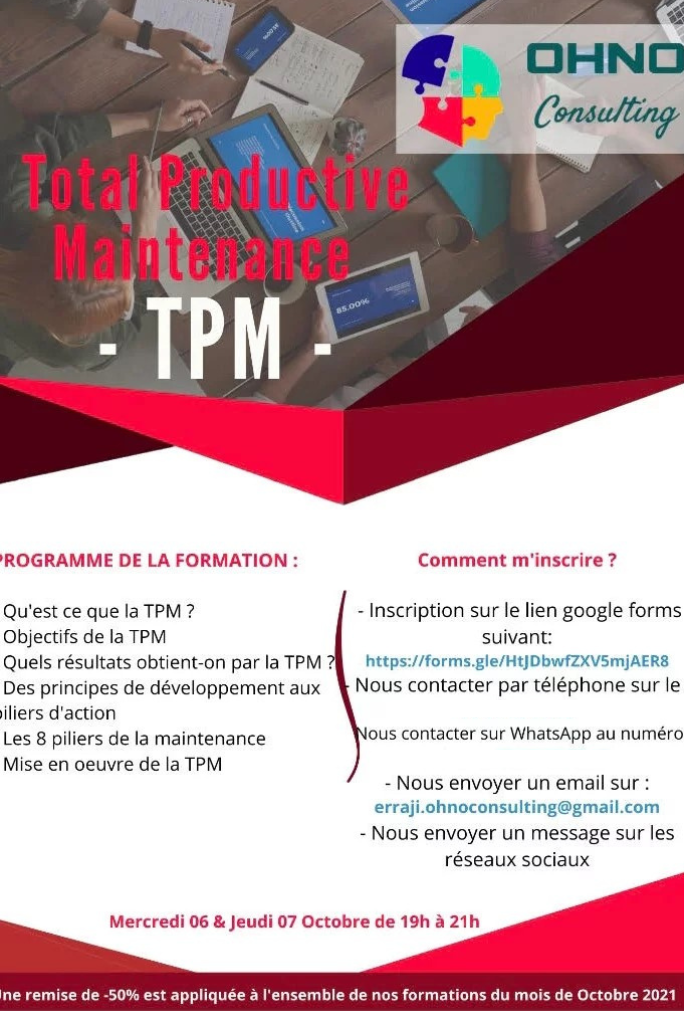 OHNO
Consulting
Total Productive
Maintenance
- TPM -
85.00%
PROGRAMME DE LA FORMATION :
Qu'est ce que la TPM ?
Objectifs de la TPM
Quels résultats obtient-on par la TPM ?
Des principes de développement aux
piliers d'action
Les 8 piliers de la maintenance
Mise en oeuvre de la TPM
Comment m'inscrire ?
- Inscription sur le lien google forms
suivant:
https://forms.gle/HtJDbwfZXV5mjAER8
- Nous contacter par téléphone sur le
Nous contacter sur WhatsApp au numéro
- Nous envoyer un email sur :
erraji.ohnoconsulting@gmail.com
- Nous envoyer un message sur les
réseaux sociaux
Mercredi 06 & Jeudi 07 Octobre de 19h à 21h
Une remise de -50% est appliquée à l'ensemble de nos formations du mois de Octobre 2021